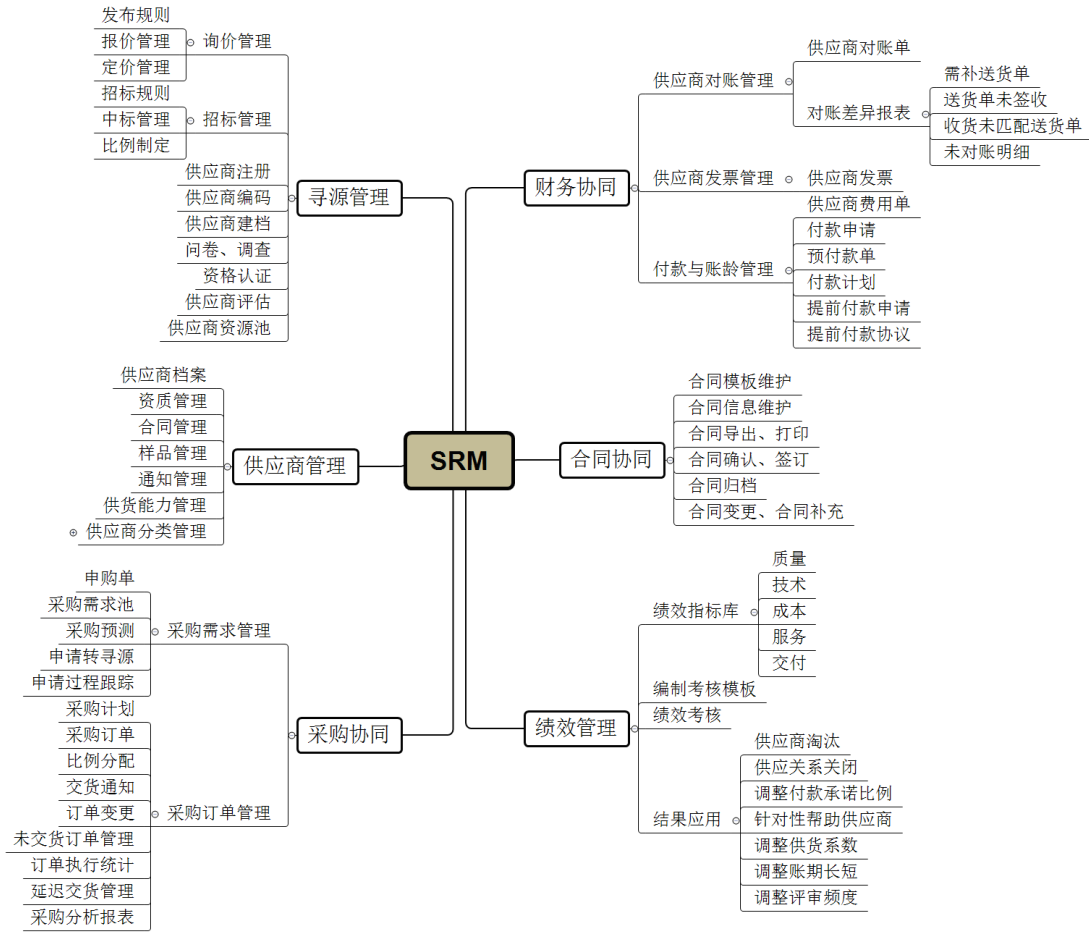 SRM
寻源管理
询价管理
发布规则
报价管理
定价管理
招标管理
招标规则
中标管理
比例制定
供应商注册
供应商编码
供应商建档
问卷、调查
资格认证
供应商评估
供应商资源池
供应商管理
供应商档案
资质管理
合同管理
样品管理
通知管理
供货能力管理
供应商分类管理
采购协同
采购需求管理
申购单
采购需求池
采购预测
申请转寻源
申请过程跟踪
采购订单管理
采购计划
采购订单
比例分配
交货通知
订单变更
未交货订单管理
订单执行统计
延迟交货管理
采购分析报表
财务协同
供应商对账管理
供应商对账单
对账差异报表
需补送货单
送货单未签收
收货未匹配送货单
未对账明细
供应商发票管理
供应商发票
付款与账龄管理
供应商费用单
付款申请
预付款单
付款计划
提前付款申请
提前付款协议
合同协同
合同模板维护
合同信息维护
合同导出、打印
合同确认、签订
合同归档
合同变更、合同补充
绩效管理
绩效指标库
质量
技术
成本
服务
交付
编制考核模板
绩效考核
结果应用
供应商淘汰
供应关系关闭
调整付款承诺比例
针对性帮助供应商
调整供货系数
调整账期长短
调整评审频度